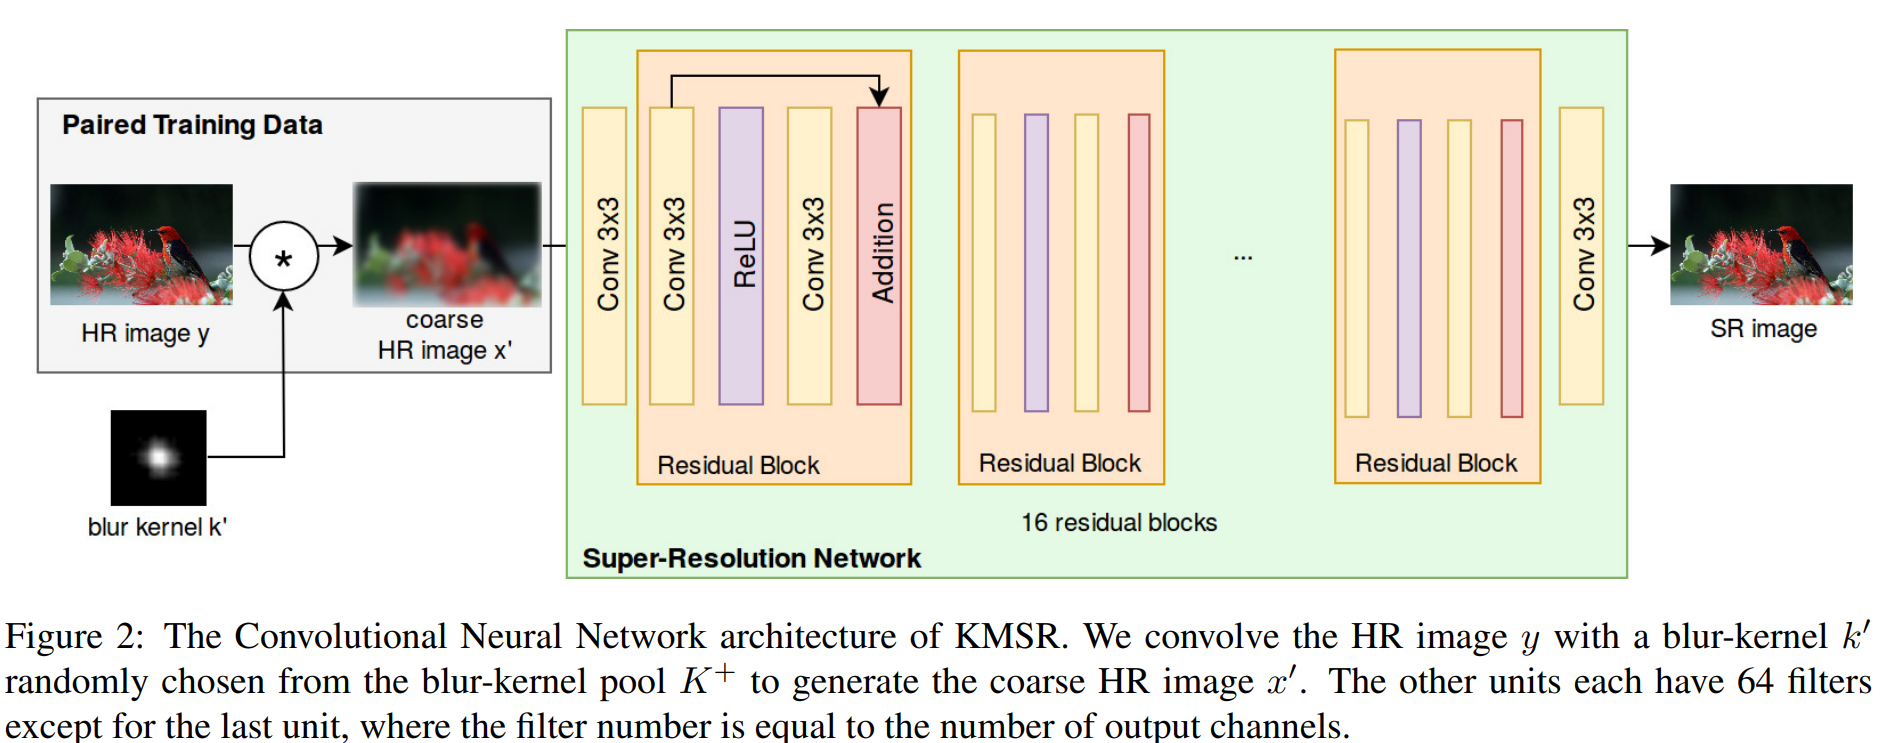 Paired Training Data
*
HR image y
coarse
HR image x'
blur kernel k'
Conv 3x3
Conv 3x3
ReLU
Conv 3x3
Addition
Residual Block
Residual Block
...
Residual Block
Conv 3x3
16 residual blocks
Super-Resolution Network
SR image
Figure 2: The Convolutional Neural Network architecture of KMSR. We convolve the HR image y with a blur-kernel k′
randomly chosen from the blur-kernel pool K⁺ to generate the coarse HR image x′. The other units each have 64 filters
except for the last unit, where the filter number is equal to the number of output channels.